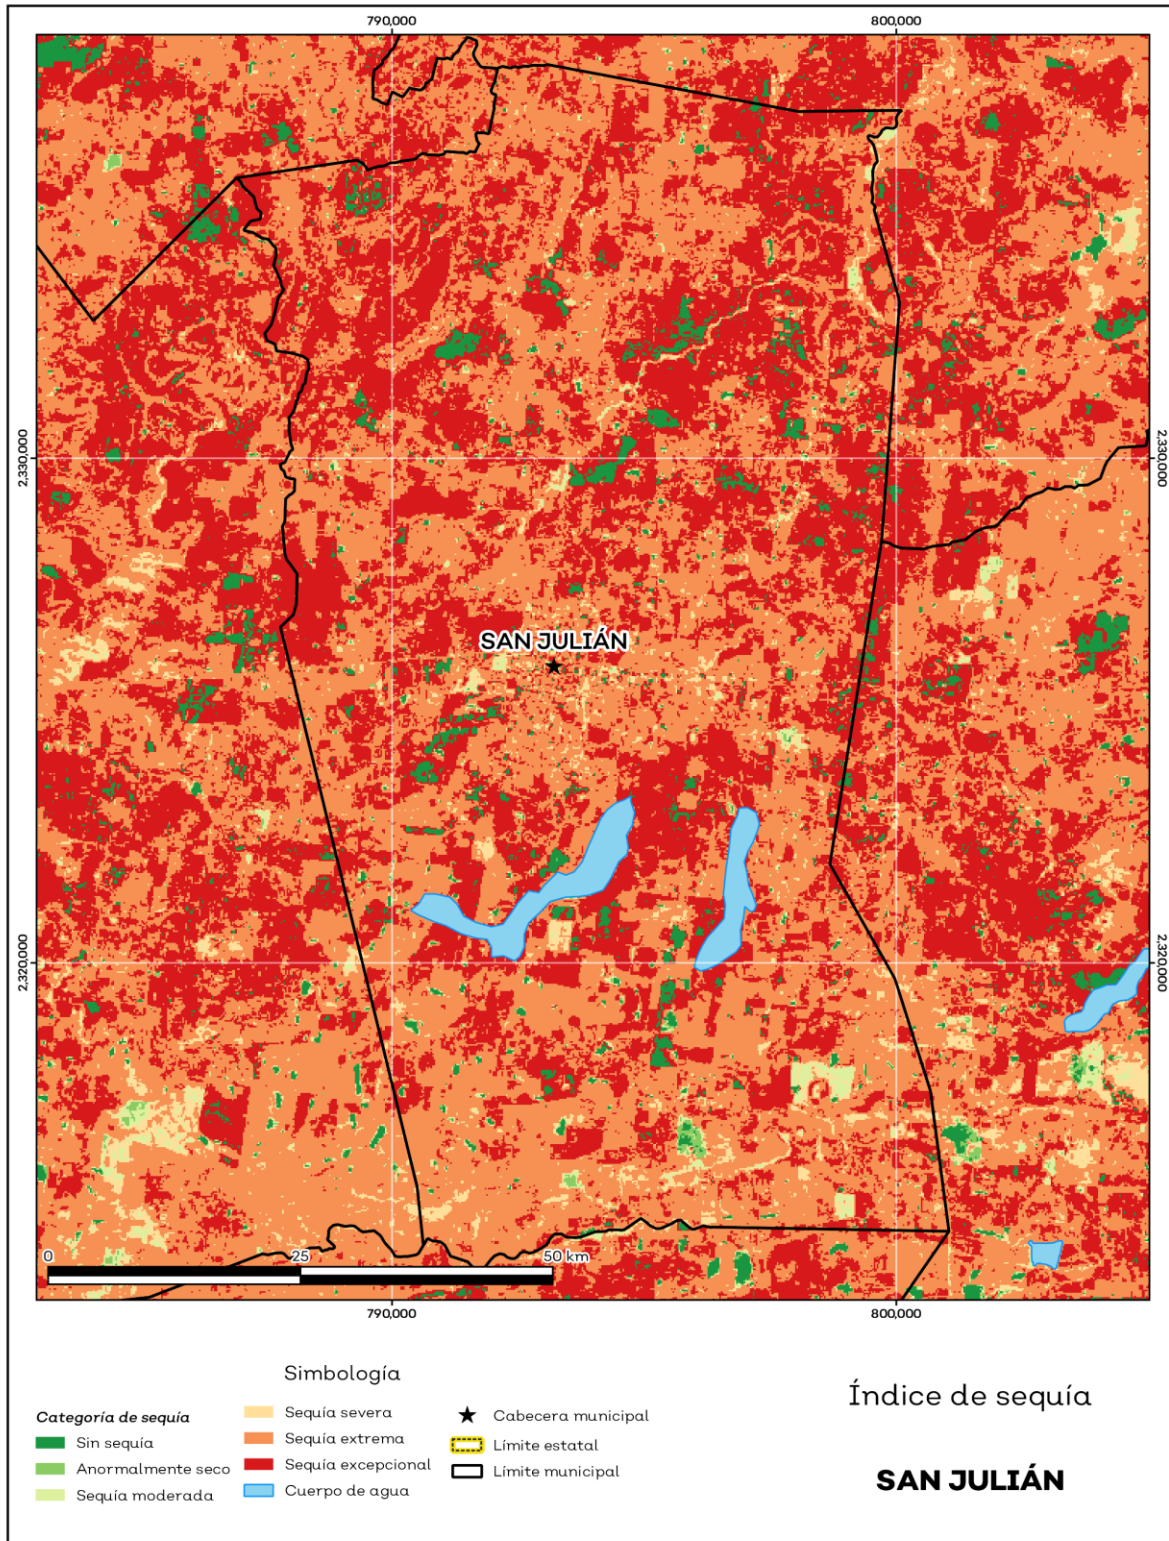 790,000
800,000
2,330,000
2,330,000
SAN JULIÁN
2,320,000
2,320,000
0
25
50 km
790,000
800,000
Simbología
Categoría de sequía
Sin sequía
Anormalmente seco
Sequía moderada
Sequía severa
Sequía extrema
Sequía excepcional
Cuerpo de agua
Cabecera municipal
Límite estatal
Límite municipal
Índice de sequía
SAN JULIÁN